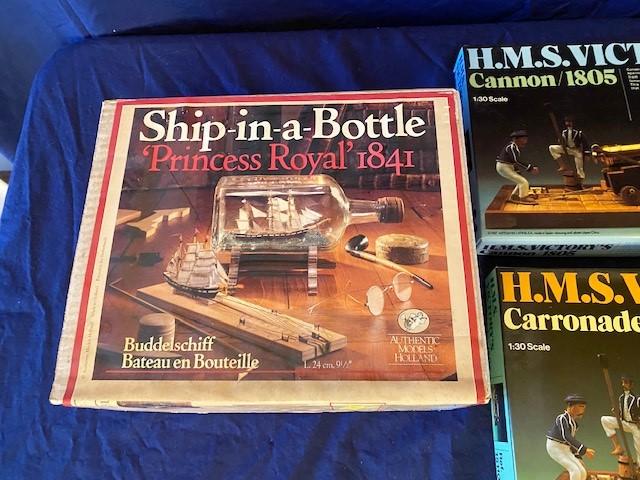 Ship-in-a-Bottle
'Princess Royal' 1841
Buddelschiff
Bateau en Bouteille
L. 24 cm, 9½"
AUTHENTIC
MODELS
HOLLAND
H.M.S. VICT
Cannon/1805
1:30 Scale
H.M.S. VICTORY'S
H.M.S. V
Carronade
1:30 Scale